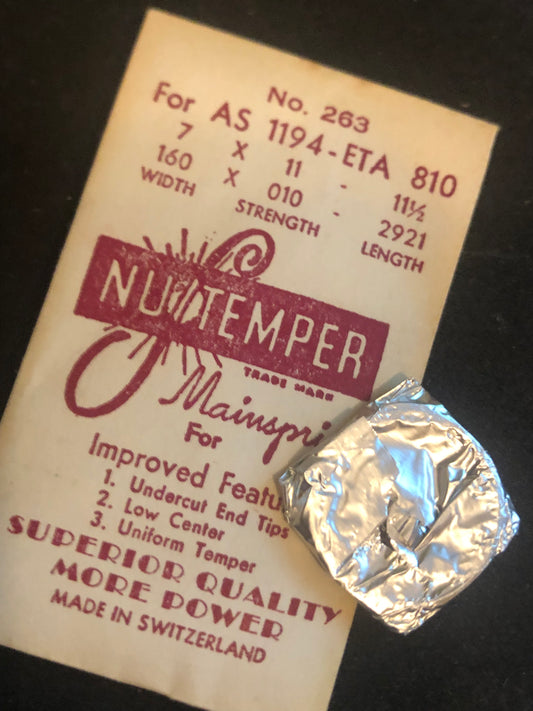 No. 263
For AS 1194-ETA 810
7 X 11 - 11½
160 X 010 - 2921
WIDTH STRENGTH LENGTH
NU TEMPER
TRADE MARK
For
Improved
1. Undercut End Tips
2. Low Center
3. Uniform Temper
SUPERIOR QUALITY
MORE POWER
MADE IN SWITZERLAND